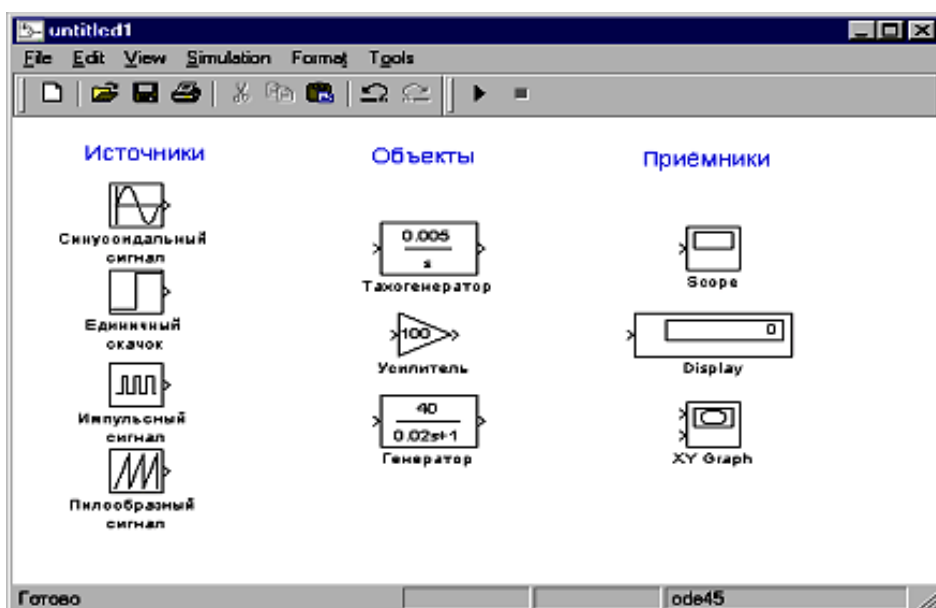 untitled1
File Edit View Simulation Format Tools
Источники
Объекты
Приёмники
Синусоидальный
сигнал
Единичный
скачок
Импульсный
сигнал
Пилообразный
сигнал
0.005
s
Тахогенератор
100
Усилитель
40
0.02s+1
Генератор
Scope
0
Display
XY Graph
Готово
ode45